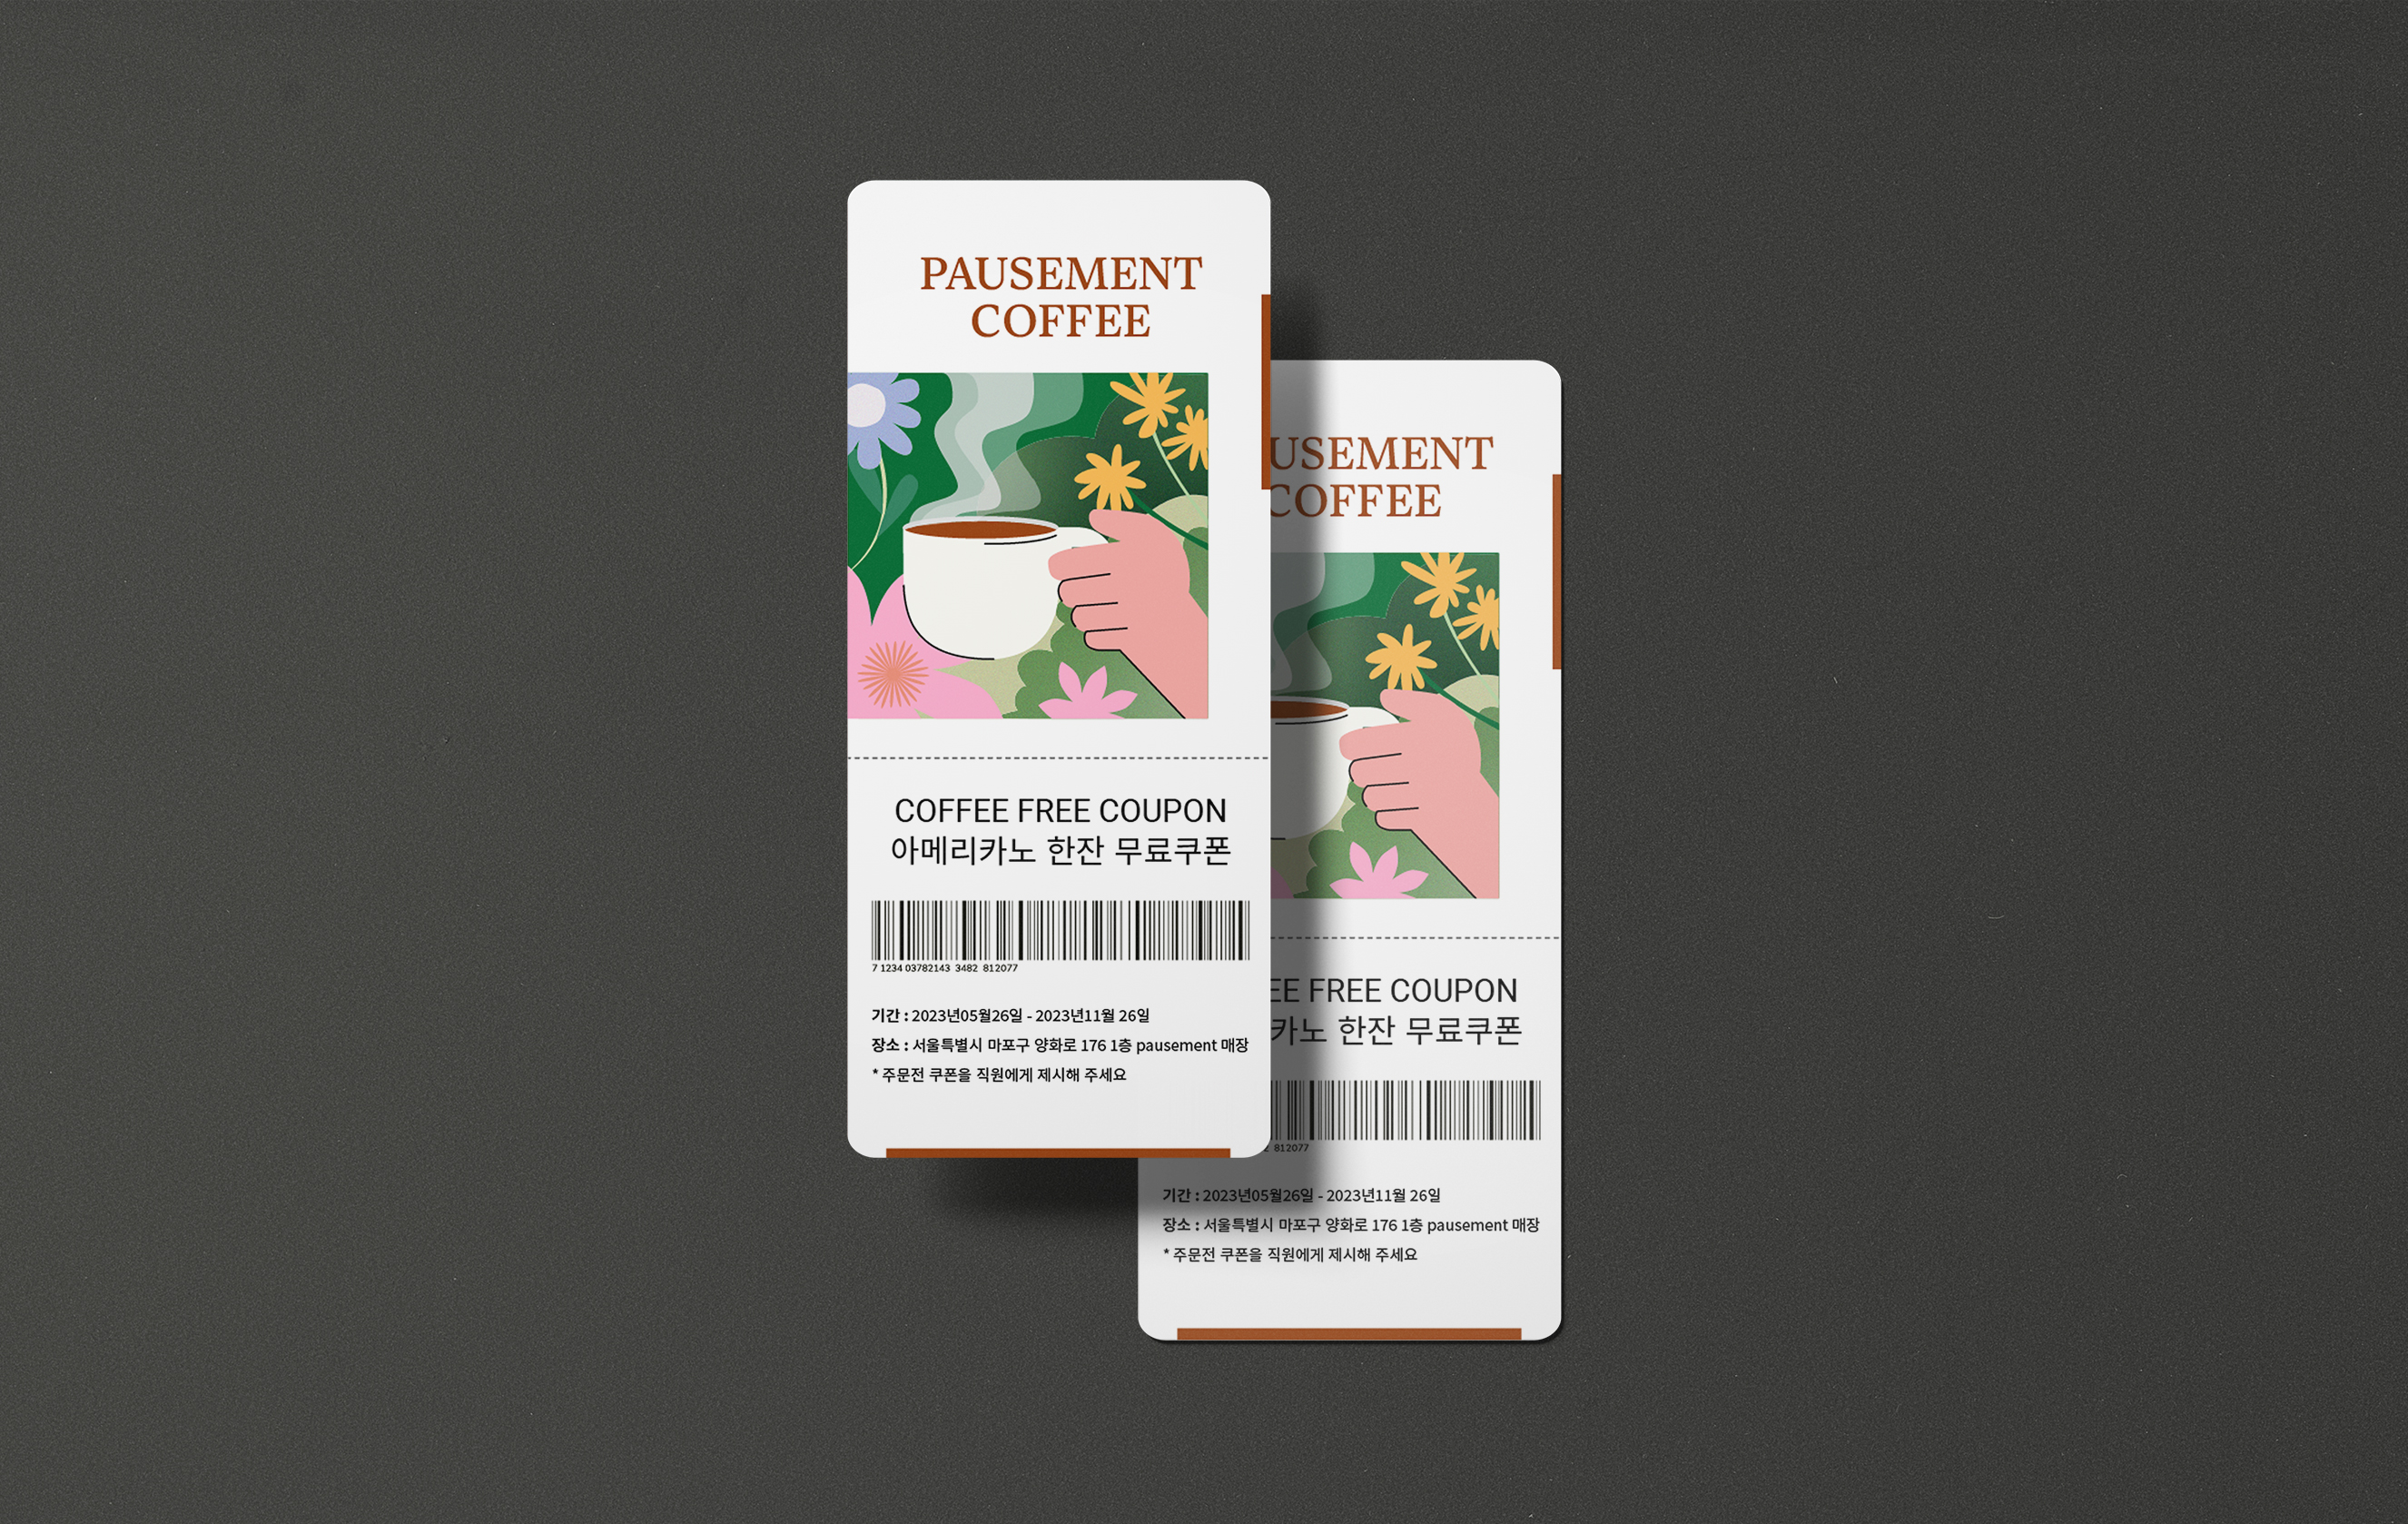 PAUSEMENT
COFFEE
COFFEE FREE COUPON
아메리카노 한잔 무료쿠폰
7 1234 03782143 3482 812077
기간 : 2023년05월26일 - 2023년11월 26일
장소 : 서울특별시 마포구 양화로 176 1층 pausement 매장
* 주문전 쿠폰을 직원에게 제시해 주세요
USEMENT
COFFEE
EE FREE COUPON
카노 한잔 무료쿠폰
2 812077
기간 : 2023년05월26일 - 2023년11월 26일
장소 : 서울특별시 마포구 양화로 176 1층 pausement 매장
* 주문전 쿠폰을 직원에게 제시해 주세요